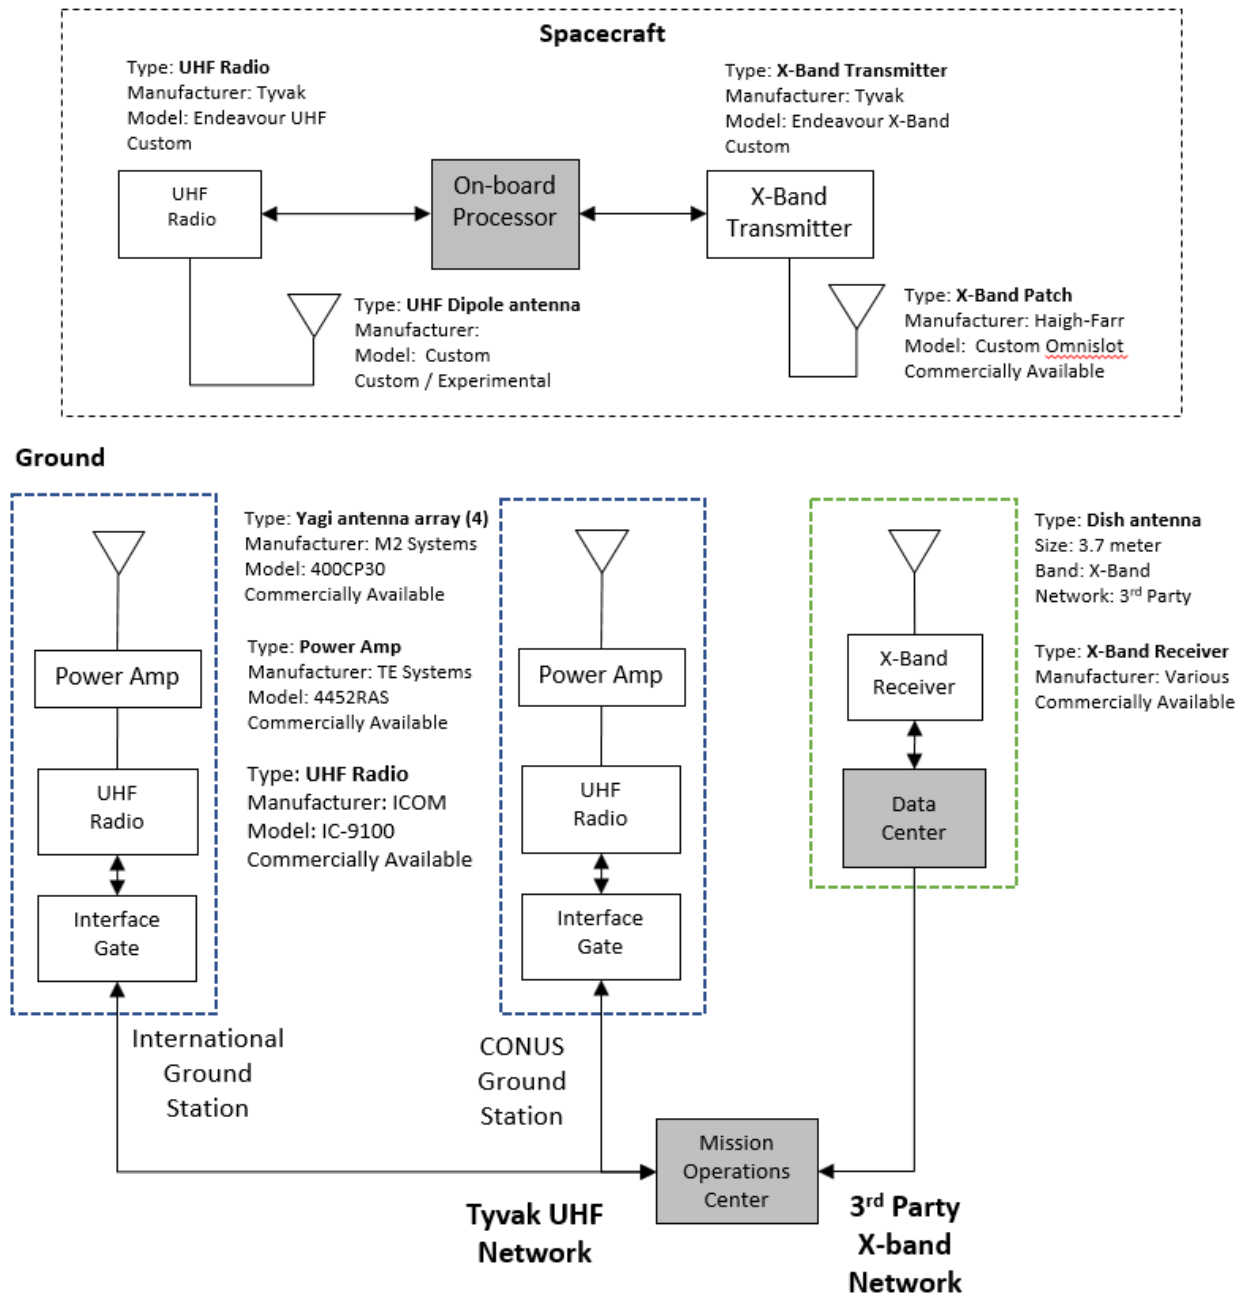 Spacecraft
Type: UHF Radio
Manufacturer: Tyvak
Model: Endeavour UHF
Custom
Type: X-Band Transmitter
Manufacturer: Tyvak
Model: Endeavour X-Band
Custom
UHF
Radio
On-board
Processor
X-Band
Transmitter
Type: UHF Dipole antenna
Manufacturer:
Model: Custom
Custom / Experimental
Type: X-Band Patch
Manufacturer: Haigh-Farr
Model: Custom Omnislot
Commercially Available
Ground
Type: Yagi antenna array (4)
Manufacturer: M2 Systems
Model: 400CP30
Commercially Available
Type: Power Amp
Manufacturer: TE Systems
Model: 4452RAS
Commercially Available
Type: UHF Radio
Manufacturer: ICOM
Model: IC-9100
Commercially Available
Type: Dish antenna
Size: 3.7 meter
Band: X-Band
Network: 3rd Party
Type: X-Band Receiver
Manufacturer: Various
Commercially Available
Power Amp
UHF
Radio
Interface
Gate
International
Ground
Station
Power Amp
UHF
Radio
Interface
Gate
CONUS
Ground
Station
X-Band
Receiver
Data
Center
Mission
Operations
Center
Tyvak UHF
Network
3rd Party
X-band
Network